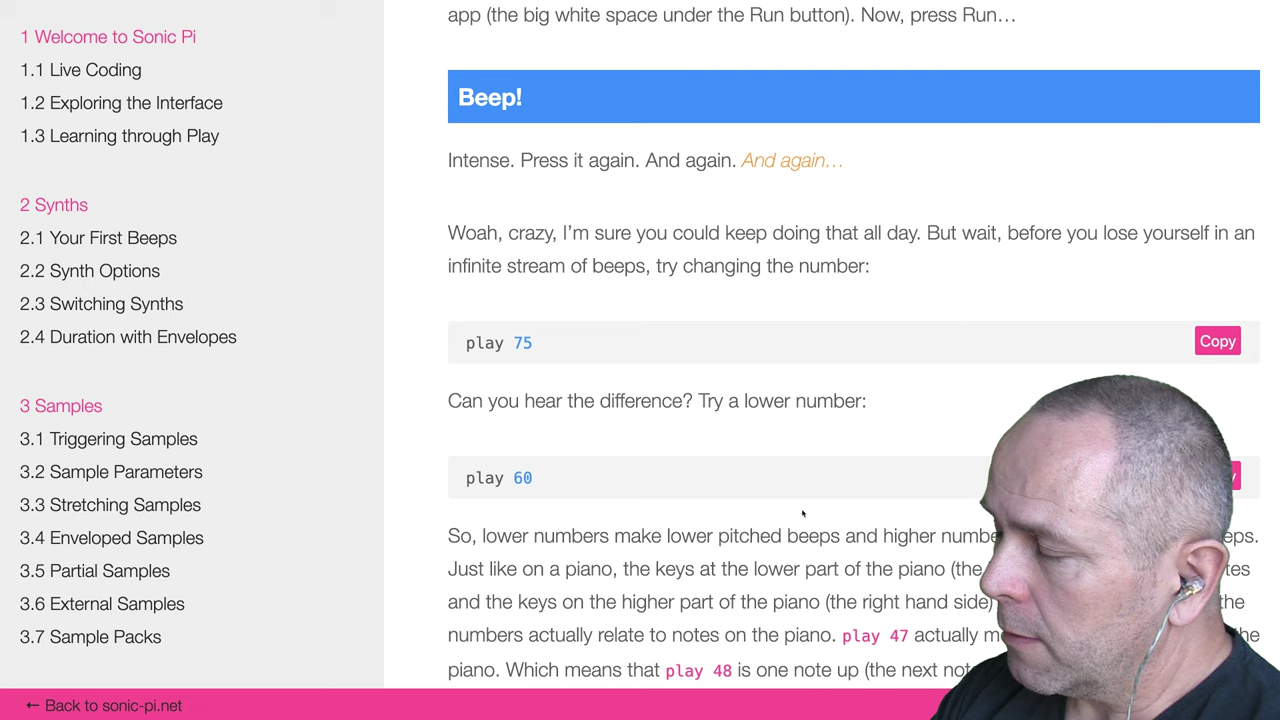 1 Welcome to Sonic Pi
1.1 Live Coding
1.2 Exploring the Interface
1.3 Learning through Play
2 Synths
2.1 Your First Beeps
2.2 Synth Options
2.3 Switching Synths
2.4 Duration with Envelopes
3 Samples
3.1 Triggering Samples
3.2 Sample Parameters
3.3 Stretching Samples
3.4 Enveloped Samples
3.5 Partial Samples
3.6 External Samples
3.7 Sample Packs
← Back to sonic-pi.net
app (the big white space under the Run button). Now, press Run…
Beep!
Intense. Press it again. And again. And again…
Woah, crazy, I’m sure you could keep doing that all day. But wait, before you lose yourself in an
infinite stream of beeps, try changing the number:
play 75
Copy
Can you hear the difference? Try a lower number:
play 60
So, lower numbers make lower pitched beeps and higher
Just like on a piano, the keys at the lower part of the piano (the
and the keys on the higher part of the piano (the right hand side) the
numbers actually relate to notes on the piano. play 47 actually the
piano. Which means that play 48 is one note up (the next